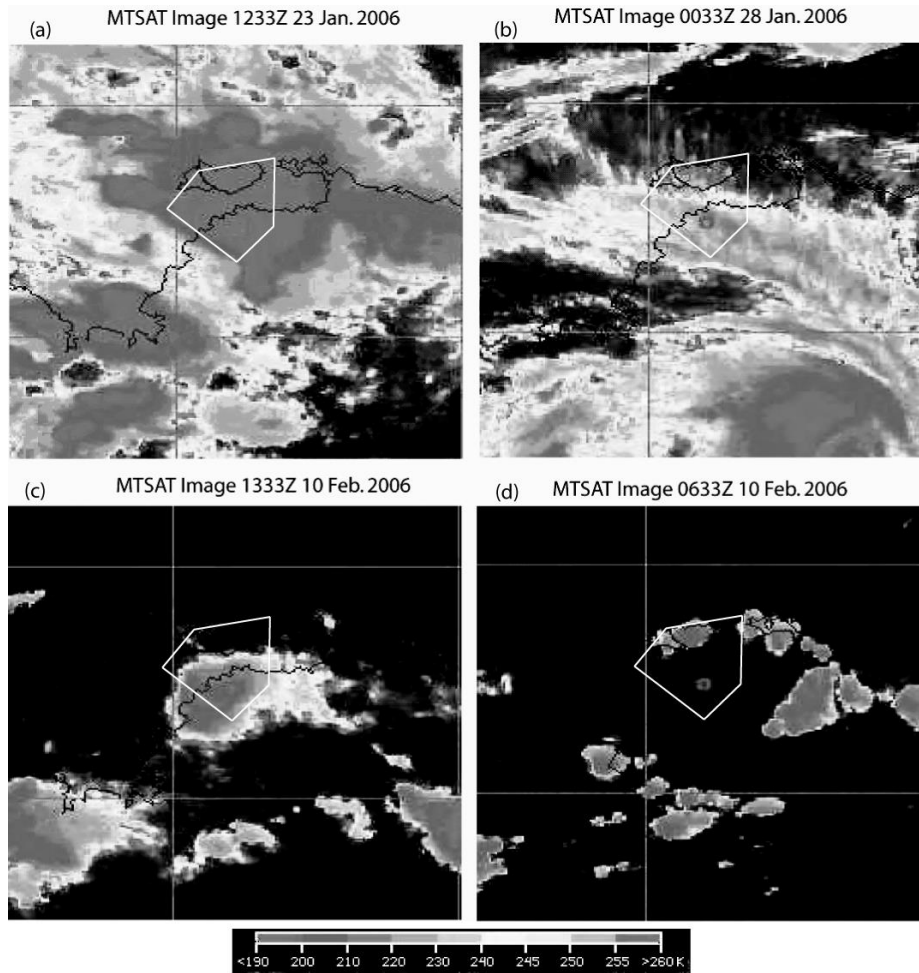 MTSAT Image 1233Z 23 Jan. 2006
MTSAT Image 0033Z 28 Jan. 2006
(a)
(b)
MTSAT Image 1333Z 10 Feb. 2006
MTSAT Image 0633Z 10 Feb. 2006
(c)
(d)
<190 200 210 230 240 245 250 255 >260 K